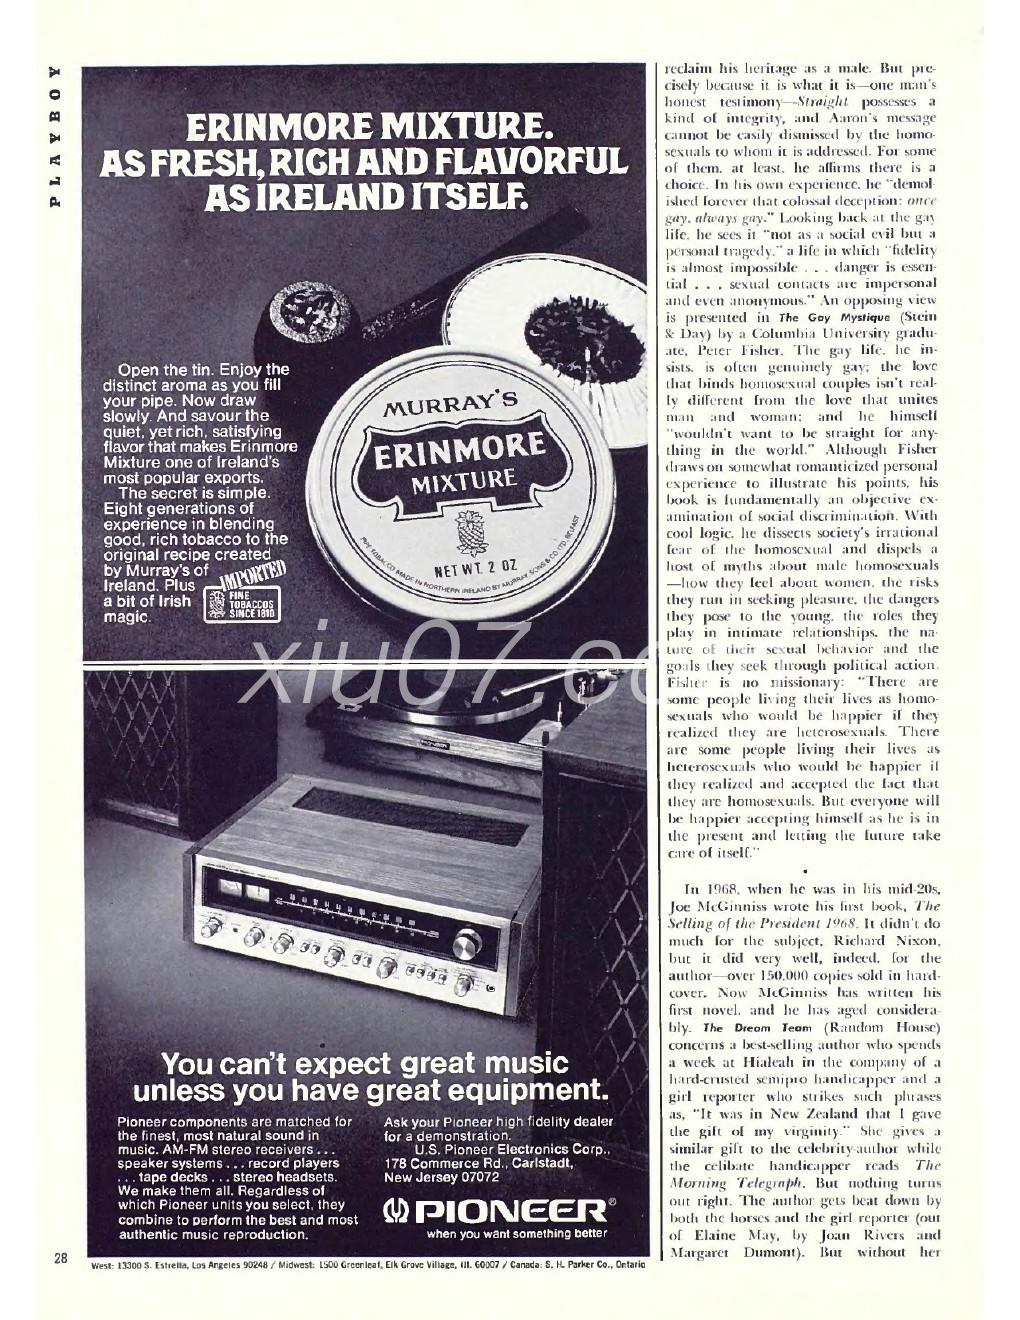 PLAYBOY
ERINMORE MIXTURE.
AS FRESH, RICH AND FLAVORFUL
AS IRELAND ITSELF.
Open the tin. Enjoy the
distinct aroma as you fill
your pipe. Now draw
slowly. And savour the
quiet, yet rich, satisfying
flavor that makes Erinmore
Mixture one of Ireland's
most popular exports.
The secret is simple.
Eight generations of
experience in blending
good, rich tobacco to the
original recipe created
by Murray's of
Ireland. Plus
a bit of Irish
magic.
IMPORTED
FINE
TOBACCOS
SINCE 1810
MURRAY'S
ERINMORE
MIXTURE
NET WT. 2 OZ
PIPE TOBACCO MADE IN NORTHERN IRELAND BY MURRAY SONS & CO LTD, BELFAST
xiu07.co
PIONEER
You can't expect great music
unless you have great equipment.
Pioneer components are matched for
the finest, most natural sound in
music. AM-FM stereo receivers...
speaker systems... record players
...tape decks...stereo headsets.
We make them all. Regardless of
which Pioneer units you select, they
combine to perform the best and most
authentic music reproduction.
Ask your Pioneer high fidelity dealer
for a demonstration.
U.S. Pioneer Electronics Corp.,
178 Commerce Rd., Carlstadt,
New Jersey 07072
PIONEER®
when you want something better
28
West: 13300 S. Estrella, Los Angeles 90248 / Midwest: 1500 Greenleaf, Elk Grove Village, Ill. 60007 / Canada: S. H. Parker Co., Ontario
reclaim his heritage as a male. But pre-
cisely because it is what it is—one man's
honest testimony—Straight possesses a
kind of integrity, and Aaron's message
cannot be easily dismissed by the homo-
sexuals to whom it is addressed. For some
of them, at least, he affirms there is a
choice. In his own experience, he "demol-
ished forever that colossal deception: once
gay, always gay." Looking back at the gay
life, he sees it "not as a social evil but a
personal tragedy," a life in which "fidelity
is almost impossible . . . danger is essen-
tial . . . sexual contacts are impersonal
and even anonymous." An opposing view
is presented in The Gay Mystique (Stein
& Day) by a Columbia University gradu-
ate, Peter Fisher. The gay life, he in-
sists, is often genuinely gay; the love
that binds homosexual couples isn't real-
ly different from the love that unites
man and woman; and he himself
"wouldn't want to be straight for any-
thing in the world." Although Fisher
draws on somewhat romanticized personal
experience to illustrate his points, his
book is fundamentally an objective ex-
amination of social discrimination. With
cool logic, he dissects society's irrational
fear of the homosexual and dispels a
host of myths about male homosexuals
—how they feel about women, the risks
they run in seeking pleasure, the dangers
they pose to the young, the roles they
play in intimate relationships, the na-
ture of their sexual behavior and the
goals they seek through political action.
Fisher is no missionary: "There are
some people living their lives as homo-
sexuals who would be happier if they
realized they are heterosexuals. There
are some people living their lives as
heterosexuals who would be happier if
they realized and accepted the fact that
they are homosexuals. But everyone will
be happier accepting himself as he is in
the present and letting the future take
care of itself."
In 1968, when he was in his mid-20s,
Joe McGinniss wrote his first book, The
Selling of the President 1968. It didn't do
much for the subject, Richard Nixon,
but it did very well, indeed, for the
author—over 150,000 copies sold in hard-
cover. Now McGinniss has written his
first novel, and he has aged considera-
bly. The Dream Team (Random House)
concerns a best-selling author who spends
a week at Hialeah in the company of a
hard-crusted semipro handicapper and a
girl reporter who strikes such phrases
as, "It was in New Zealand that I gave
the gift of my virginity." She gives a
similar gift to the celebrity-author while
the celibate handicapper reads The
Morning Telegraph. But nothing turns
out right. The author gets beat down by
both the horses and the girl reporter (out
of Elaine May, by Joan Rivers and
Margaret Dumont). But without her